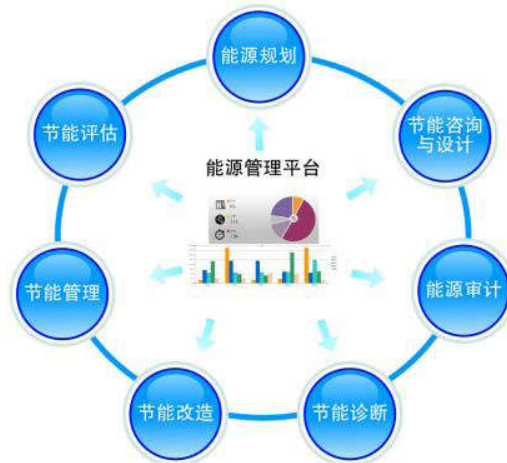 能源规划
节能评估
节能咨询
与设计
能源管理平台
节能管理
能源审计
节能改造
节能诊断